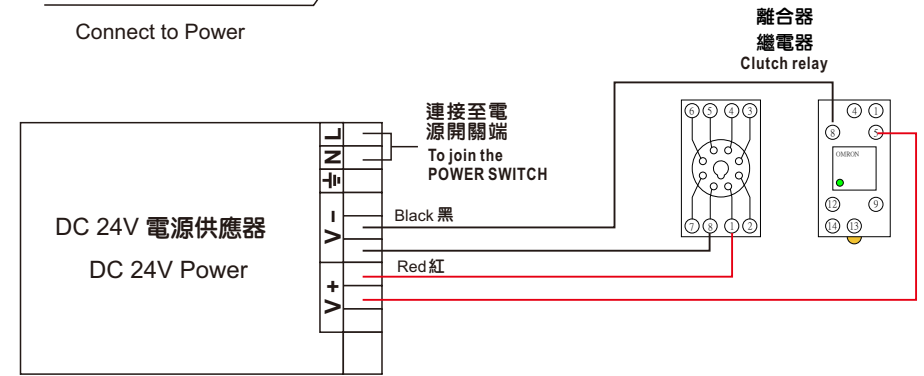 Connect to Power
離合器
繼電器
Clutch relay
連接至電
源開關端
To join the
POWER SWITCH
L
N
V -
V +
DC 24V 電源供應器
DC 24V Power
Black 黑
Red 紅
6 5 4 3
7 8 1 2
4 1
8 5
OMRON
12 9
14 13